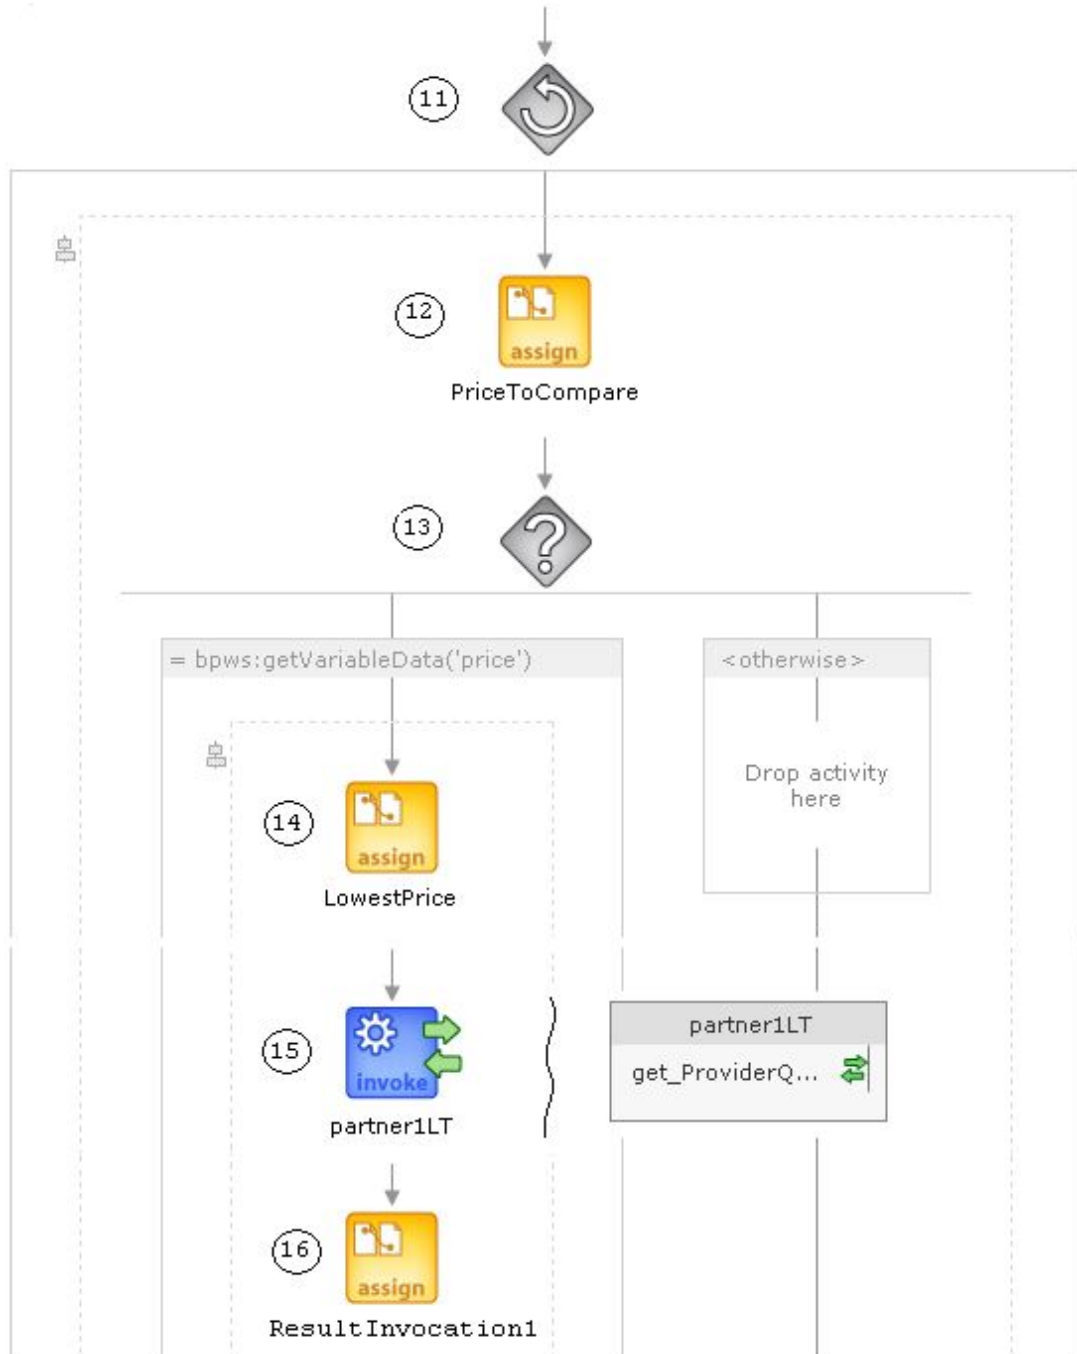 11
12
assign
PriceToCompare
13
= bpws:getVariableData('price')
<otherwise>
Drop activity
here
14
assign
LowestPrice
15
invoke
partner1LT
partner1LT
get_ProviderQ...
16
assign
ResultInvocation1